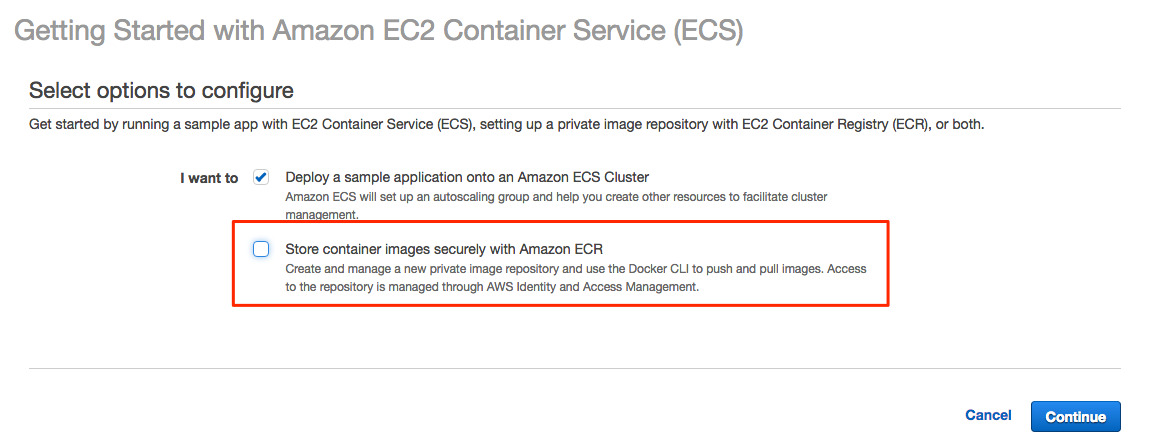 Getting Started with Amazon EC2 Container Service (ECS)
Select options to configure
Get started by running a sample app with EC2 Container Service (ECS), setting up a private image repository with EC2 Container Registry (ECR), or both.
I want to Deploy a sample application onto an Amazon ECS Cluster
Amazon ECS will set up an autoscaling group and help you create other resources to facilitate cluster
management.
Store container images securely with Amazon ECR
Create and manage a new private image repository and use the Docker CLI to push and pull images. Access
to the repository is managed through AWS Identity and Access Management.
Cancel Continue